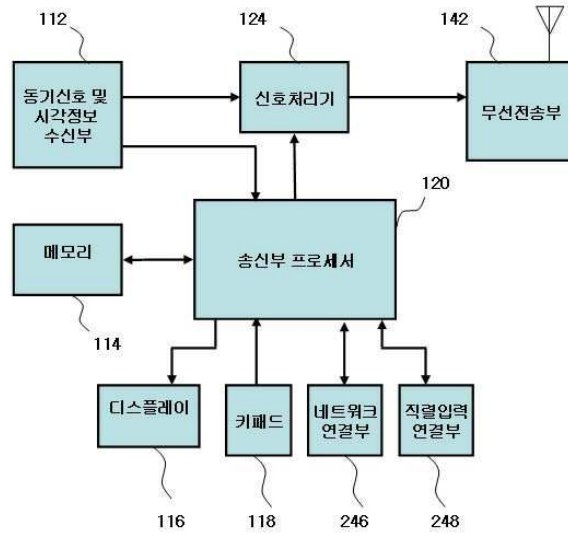 112
124
142
동기신호 및
시각정보
수신부
신호처리기
무선전송부
120
메모리
송신부 프로세서
114
디스플레이
키패드
네트워크
연결부
직렬입력
연결부
116
118
246
248